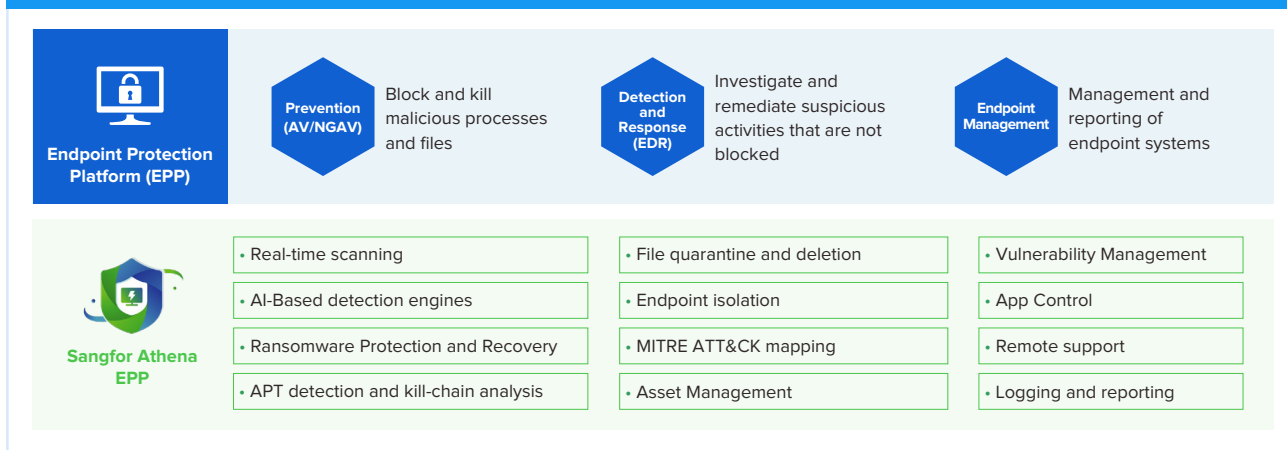 Endpoint Protection
Platform (EPP)
Prevention
(AV/NGAV)
Block and kill
malicious processes
and files
Detection
and
Response
(EDR)
Investigate and
remediate suspicious
activities that are not
blocked
Endpoint
Management
Management and
reporting of
endpoint systems
Sangfor Athena
EPP
• Real-time scanning
• AI-Based detection engines
• Ransomware Protection and Recovery
• APT detection and kill-chain analysis
• File quarantine and deletion
• Endpoint isolation
• MITRE ATT&CK mapping
• Asset Management
• Vulnerability Management
• App Control
• Remote support
• Logging and reporting